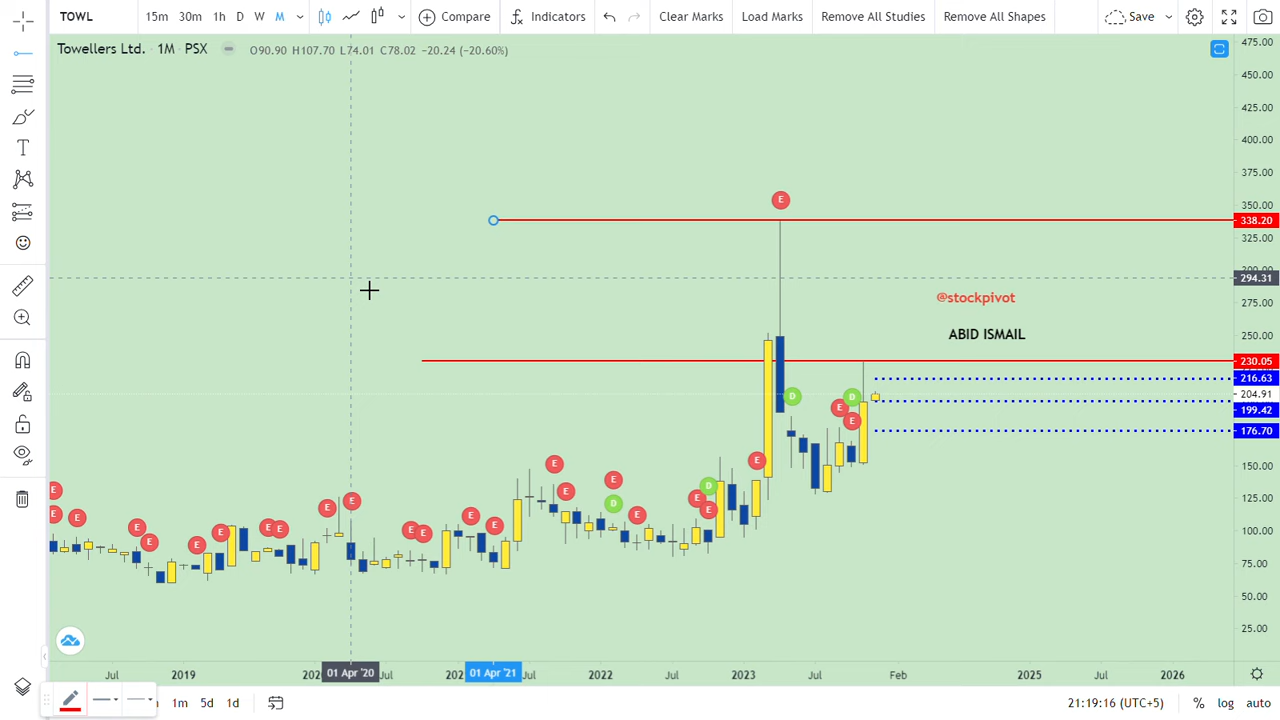 TOWL 15m 30m 1h D W M Compare Indicators Clear Marks Load Marks Remove All Studies Remove All Shapes Save
Towellers Ltd. 1M PSX O90.90 H107.70 L74.01 C78.02 −20.24 (−20.60%)
475.00
450.00
425.00
400.00
375.00
350.00
E
338.20
325.00
294.31
275.00
@stockpivot
250.00
ABID ISMAIL
230.05
216.63
204.91
199.42
176.70
D D E E
E E E E D E E
150.00
E E E E E E E E E E E E E E E D E E E
125.00
100.00
75.00
50.00
25.00
Jul 2019 Jul 202 01 Apr '20 Jul 202 01 Apr '21 Jul 2022 Jul 2023 Jul Feb 2025 Jul 2026
1m 5d 1d 21:19:16 (UTC+5) % log auto